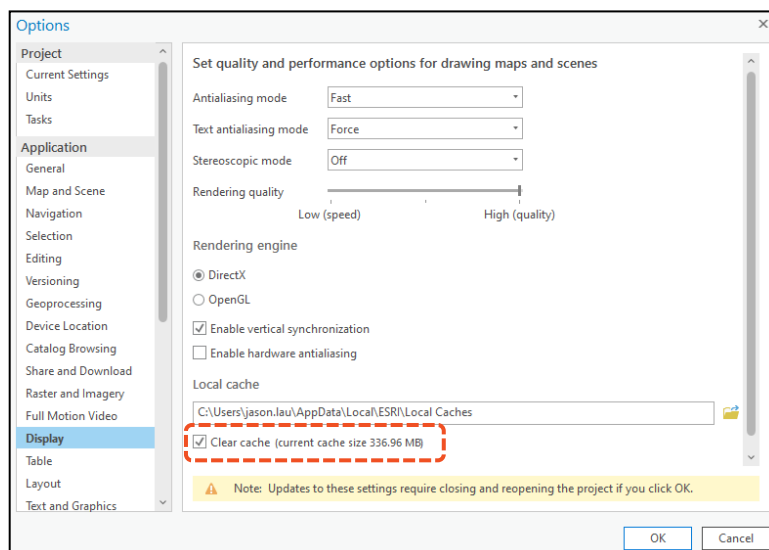 Options
Project
Current Settings
Units
Tasks
Application
General
Map and Scene
Navigation
Selection
Editing
Versioning
Geoprocessing
Device Location
Catalog Browsing
Share and Download
Raster and Imagery
Full Motion Video
Display
Table
Layout
Text and Graphics
Set quality and performance options for drawing maps and scenes
Antialiasing mode Fast
Text antialiasing mode Force
Stereoscopic mode Off
Rendering quality
Low (speed) High (quality)
Rendering engine
DirectX
OpenGL
Enable vertical synchronization
Enable hardware antialiasing
Local cache
C:\Users\jason.lau\AppData\Local\ESRI\Local Caches
Clear cache (current cache size 336.96 MB)
Note: Updates to these settings require closing and reopening the project if you click OK.
OK Cancel